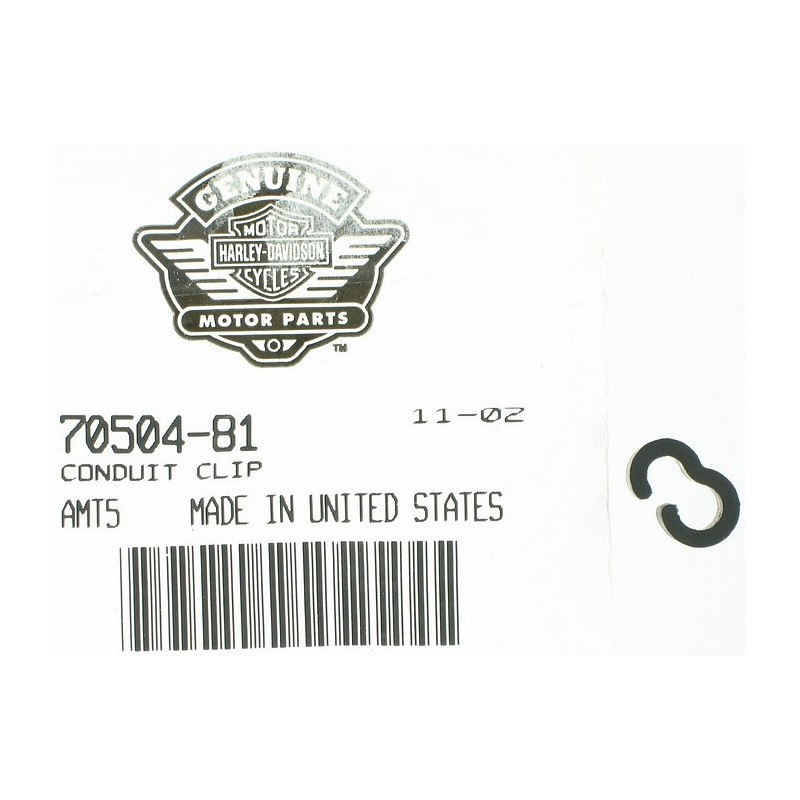 GENUINE
MOTOR
HARLEY-DAVIDSON
CYCLES
MOTOR PARTS
TM
11-02
70504-81
CONDUIT CLIP
AMT5 MADE IN UNITED STATES